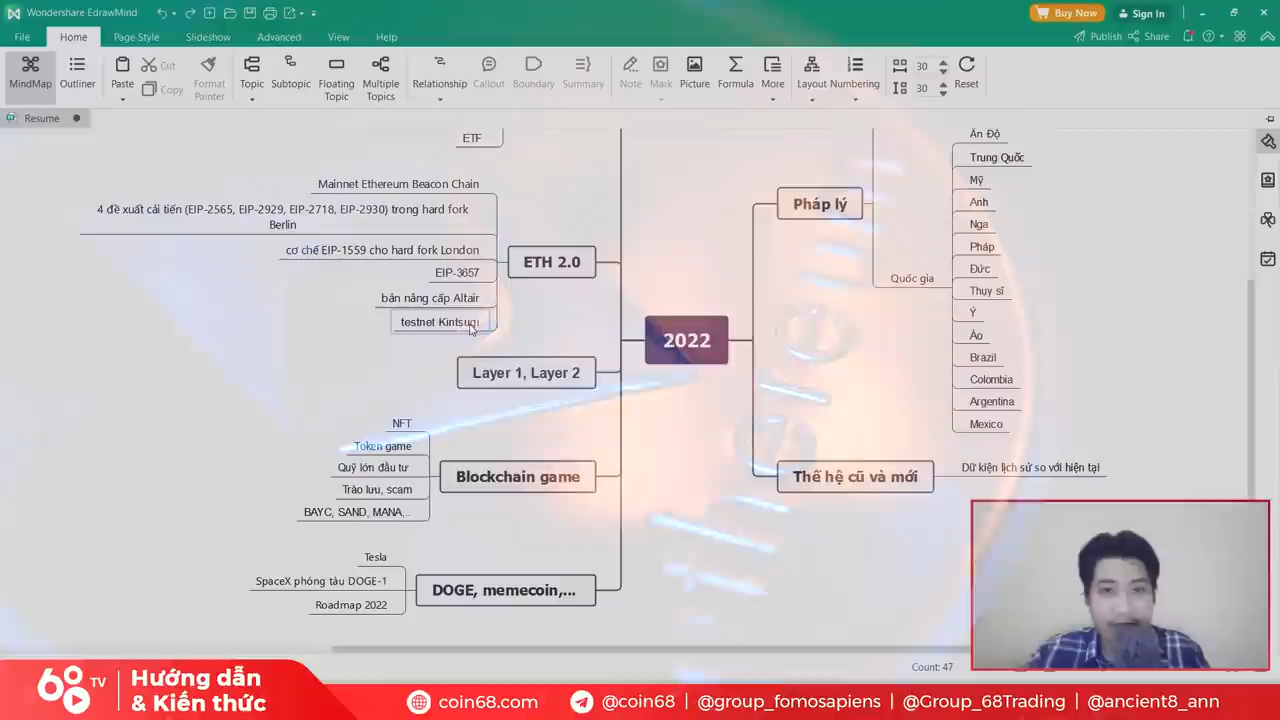 Wondershare EdrawMind
Buy Now
Sign In
File
Home
Page Style
Slideshow
Advanced
View
Help
Publish
Share
MindMap
Outliner
Paste
Cut
Copy
Format Painter
Topic
Subtopic
Floating Topic
Multiple Topics
Relationship
Callout
Boundary
Summary
Note
Mark
Picture
Formula
More
Layout
Numbering
30
30
Reset
Resume
ETF
Mainnet Ethereum Beacon Chain
4 đề xuất cải tiến (EIP-2565, EIP-2929, EIP-2718, EIP-2930) trong hard fork
Berlin
cơ chế EIP-1559 cho hard fork London
EIP-3657
bản nâng cấp Altair
testnet Kintsugi
ETH 2.0
Layer 1, Layer 2
NFT
Token game
Quỹ lớn đầu tư
Trào lưu, scam
BAYC, SAND, MANA,..
Blockchain game
Tesla
SpaceX phóng tàu DOGE-1
Roadmap 2022
DOGE, memecoin,...
2022
Pháp lý
Quốc gia
Ấn Độ
Trung Quốc
Mỹ
Anh
Nga
Pháp
Đức
Thụy sĩ
Ý
Áo
Brazil
Colombia
Argentina
Mexico
Thế hệ cũ và mới
Dữ kiện lịch sử so với hiện tại
Count: 47
68 TV
Hướng dẫn
& Kiến thức
coin68.com
@coin68 | @group_fomosapiens | @Group_68Trading | @ancient8_ann